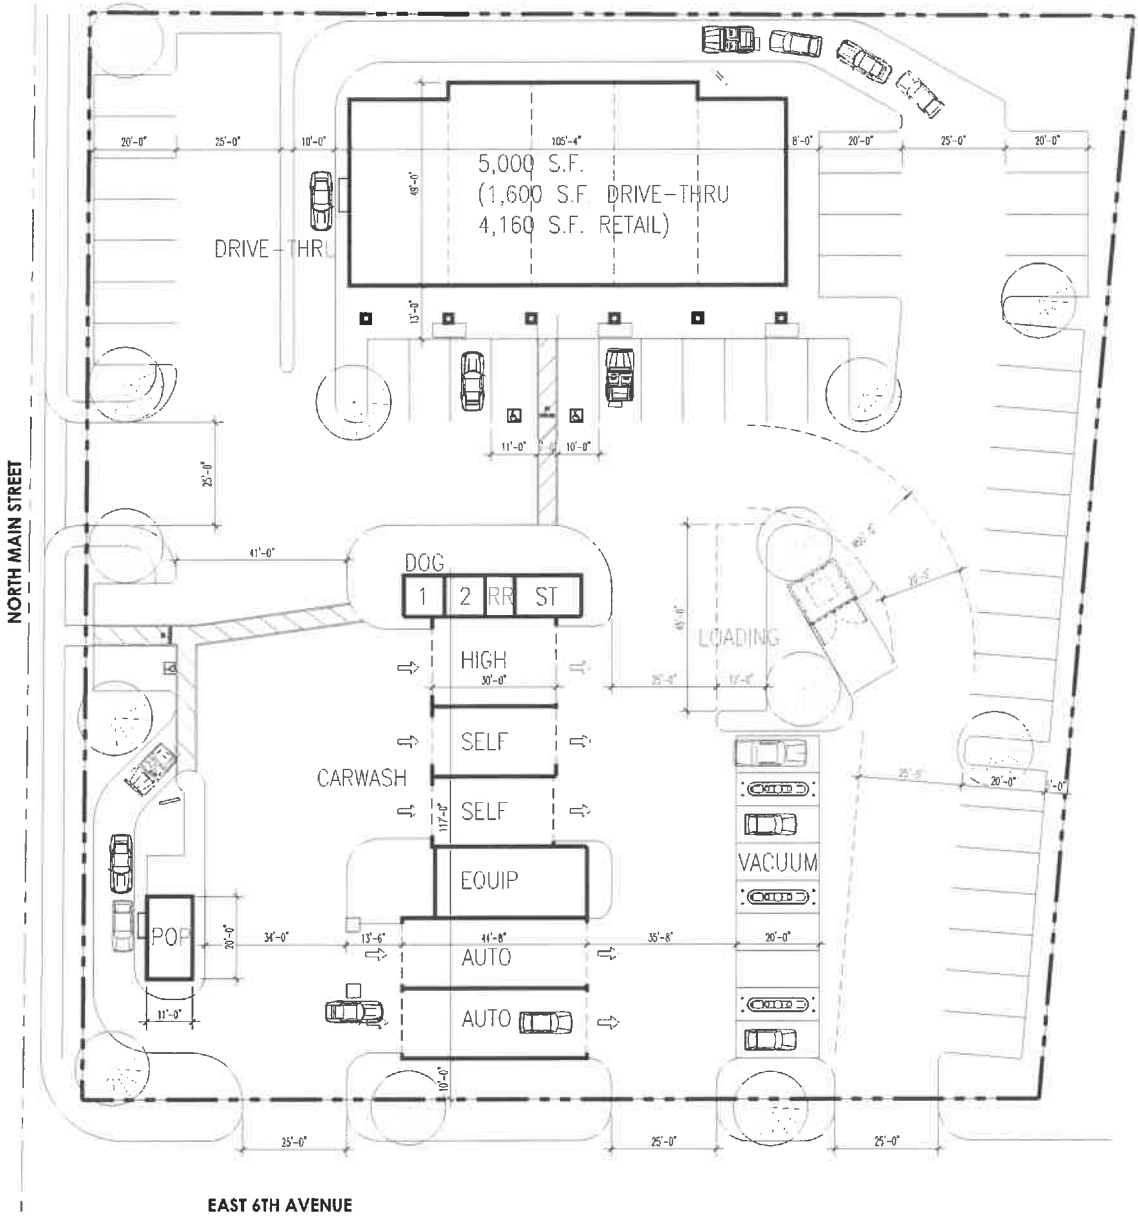 20'-0"
25'-0"
10'-0"
105'-4"
8'-0"
20'-0"
25'-0"
20'-0"
5,000 S.F.
(1,600 S.F. DRIVE-THRU
4,160 S.F. RETAIL)
49'-0"
DRIVE-THRU
13'-0"
11'-0"
10'-0"
25'-0"
NORTH MAIN STREET
41'-0"
DOG
1
2
RR
ST
45'-0"
LOADING
HIGH
30'-0"
25'-0"
SELF
CARWASH
SELF
117'-0"
20'-0"
VACUUM
EQUIP
POP
20'-0"
34'-0"
13'-6"
44'-8"
35'-8"
20'-0"
AUTO
AUTO
11'-0"
10'-0"
25'-0"
25'-0"
25'-0"
EAST 6TH AVENUE